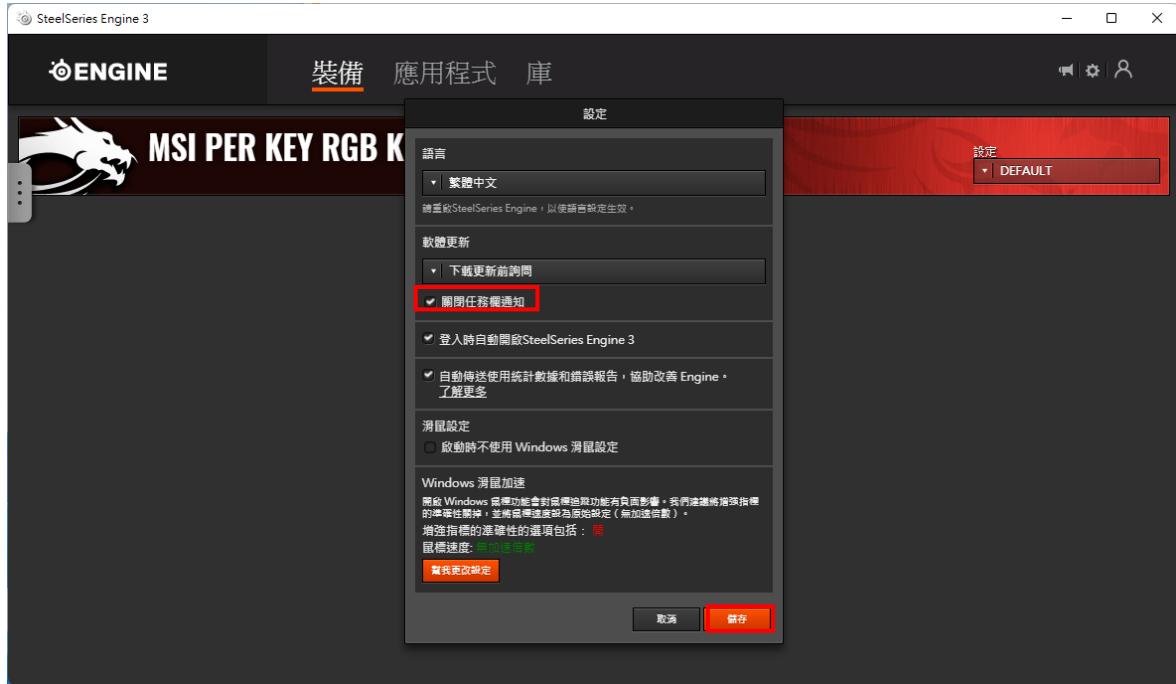 SteelSeries Engine 3
ENGINE
裝備 應用程式 庫
設定
MSI PER KEY RGB K
設定
DEFAULT
語言
繁體中文
請重啟SteelSeries Engine，以使語言設定生效。
軟體更新
下載更新前詢問
關閉任務欄通知
登入時自動開啟SteelSeries Engine 3
自動傳送使用統計數據和錯誤報告，協助改善 Engine。
了解更多
滑鼠設定
啟動時不使用 Windows 滑鼠設定
Windows 滑鼠加速
開啟 Windows 鼠標功能會對鼠標追蹤功能有負面影響。我們建議將增強指標
的準確性關掉，並將鼠標速度設為原始設定（無加速倍數）。
增強指標的準確性的選項包括： 開
鼠標速度: 無加速倍數
幫我更改設定
取消
儲存